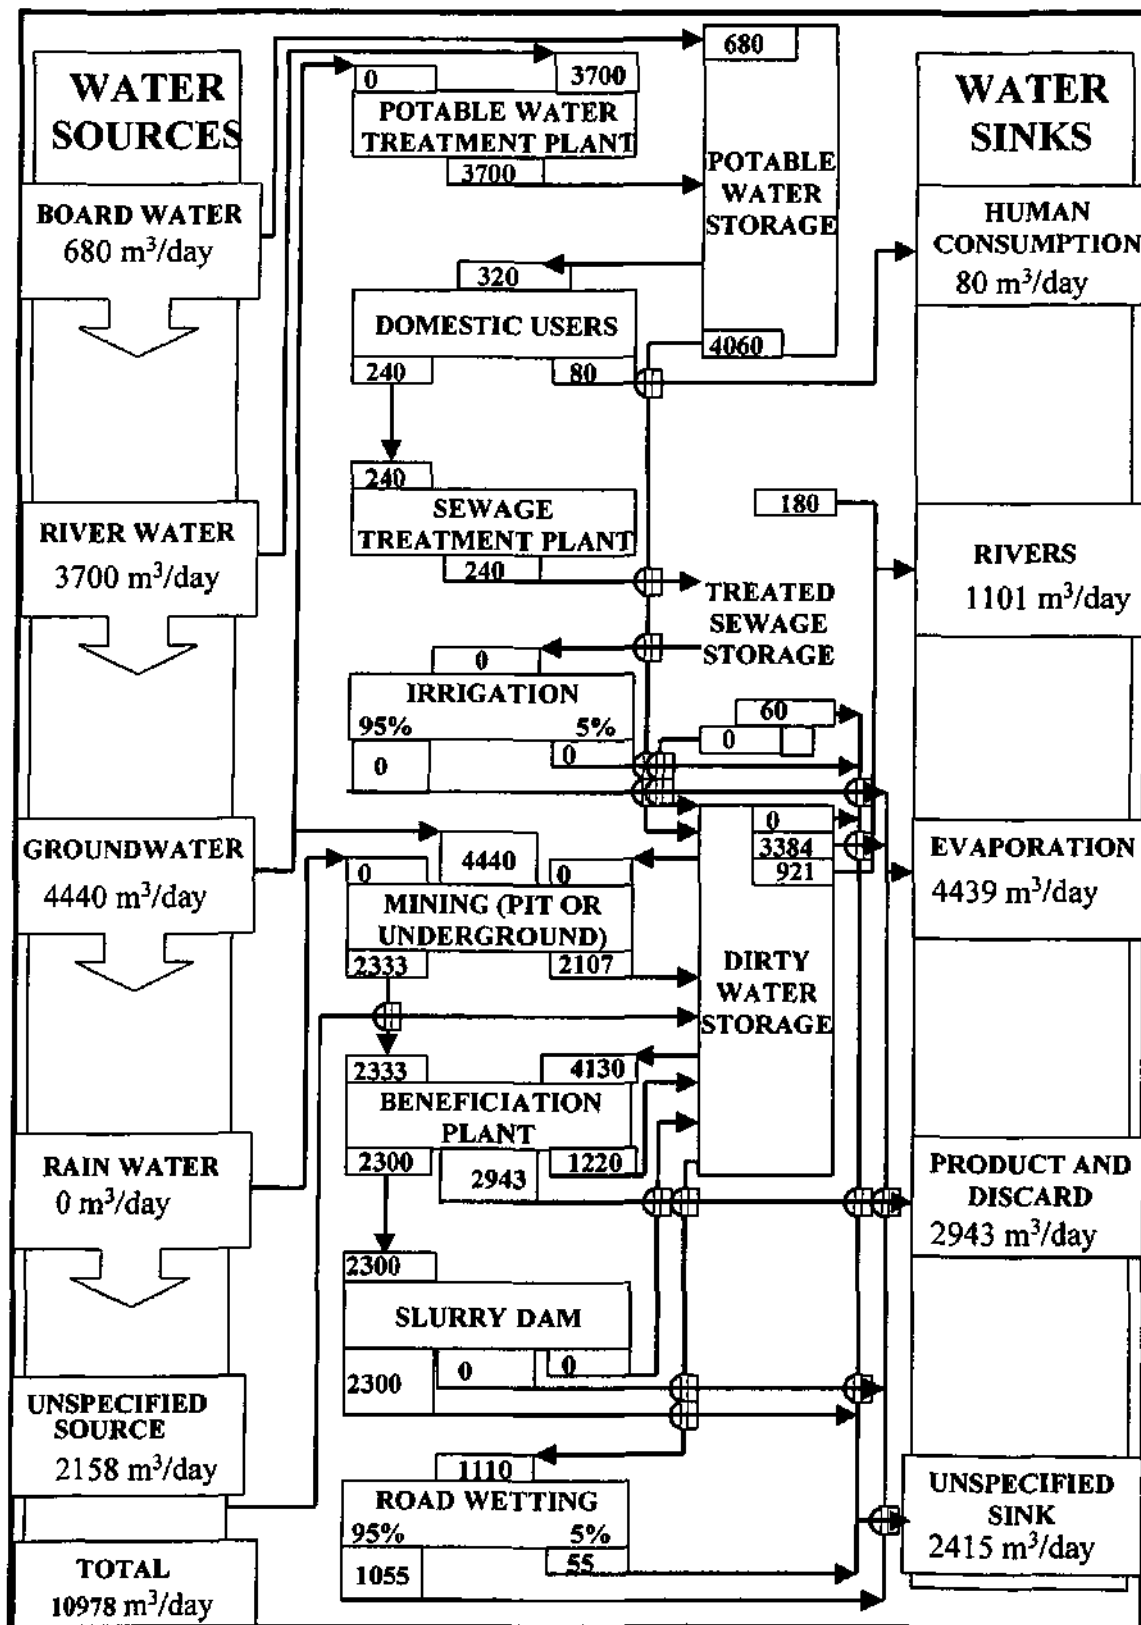 WATER
SOURCES
BOARD WATER
680 m³/day
RIVER WATER
3700 m³/day
GROUNDWATER
4440 m³/day
RAIN WATER
0 m³/day
UNSPECIFIED
SOURCE
2158 m³/day
TOTAL
10978 m³/day
0
3700
POTABLE WATER
TREATMENT PLANT
3700
320
DOMESTIC USERS
240
80
240
SEWAGE
TREATMENT PLANT
240
0
IRRIGATION
95%
5%
0
0
0
4440
0
MINING (PIT OR
UNDERGROUND)
2333
2107
2333
4130
BENEFICIATION
PLANT
2300
2943
1220
2300
SLURRY DAM
2300
0
0
1110
ROAD WETTING
95%
5%
1055
55
680
POTABLE
WATER
STORAGE
4060
180
TREATED
SEWAGE
STORAGE
60
0
0
3384
921
DIRTY
WATER
STORAGE
WATER
SINKS
HUMAN
CONSUMPTION
80 m³/day
RIVERS
1101 m³/day
EVAPORATION
4439 m³/day
PRODUCT AND
DISCARD
2943 m³/day
UNSPECIFIED
SINK
2415 m³/day